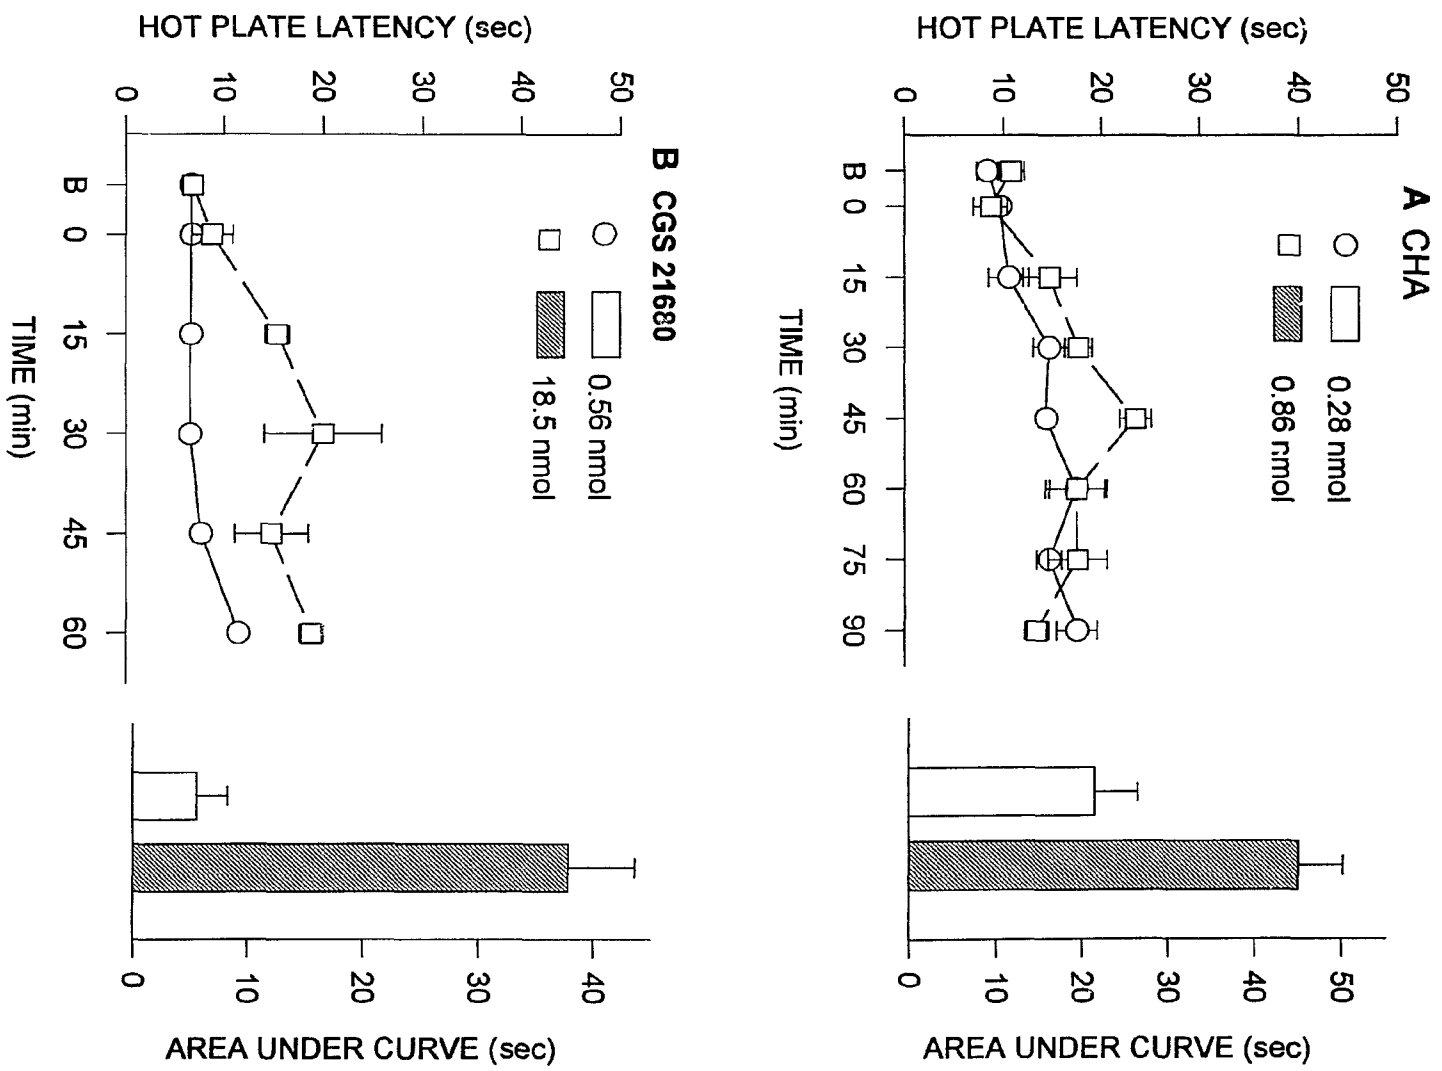 A CHA
0.28 nmol
0.86 nmol
HOT PLATE LATENCY (sec)
50
40
30
20
10
0
B 0 15 30 45 60 75 90
TIME (min)
50
40
30
20
10
0
AREA UNDER CURVE (sec)
B CGS 21680
0.56 nmol
18.5 nmol
HOT PLATE LATENCY (sec)
50
40
30
20
10
0
B 0 15 30 45 60
TIME (min)
40
30
20
10
0
AREA UNDER CURVE (sec)